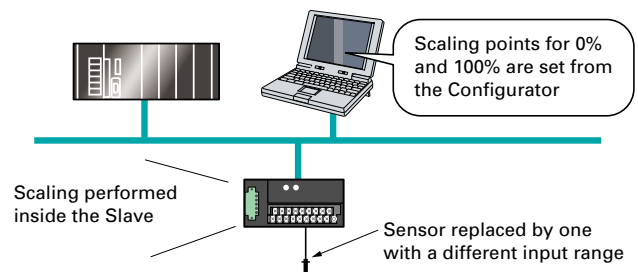 Scaling points for 0%
and 100% are set from
the Configurator
Scaling performed
inside the Slave
Sensor replaced by one
with a different input range